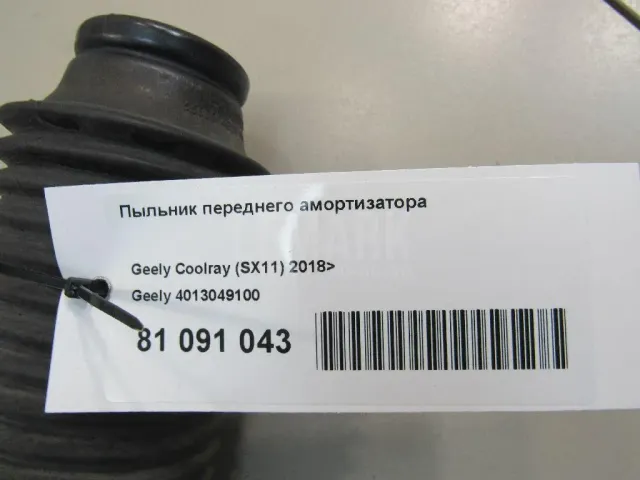 Пыльник переднего амортизатора
Geely Coolray (SX11) 2018>
Geely 4013049100
81 091 043